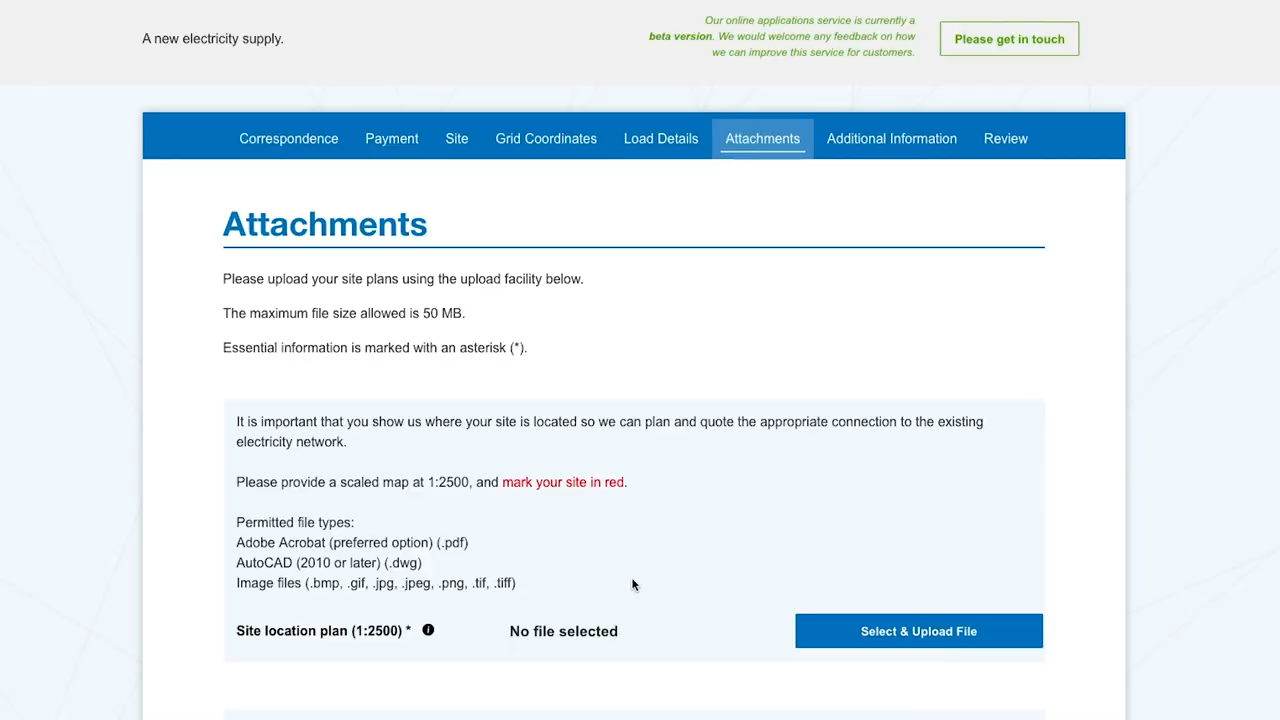 A new electricity supply.
Our online applications service is currently a
beta version. We would welcome any feedback on how
we can improve this service for customers.
Please get in touch
Correspondence Payment Site Grid Coordinates Load Details Attachments Additional Information Review
Attachments
Please upload your site plans using the upload facility below.
The maximum file size allowed is 50 MB.
Essential information is marked with an asterisk (*).
It is important that you show us where your site is located so we can plan and quote the appropriate connection to the existing
electricity network.
Please provide a scaled map at 1:2500, and mark your site in red.
Permitted file types:
Adobe Acrobat (preferred option) (.pdf)
AutoCAD (2010 or later) (.dwg)
Image files (.bmp, .gif, .jpg, .jpeg, .png, .tif, .tiff)
Site location plan (1:2500) * i No file selected Select & Upload File